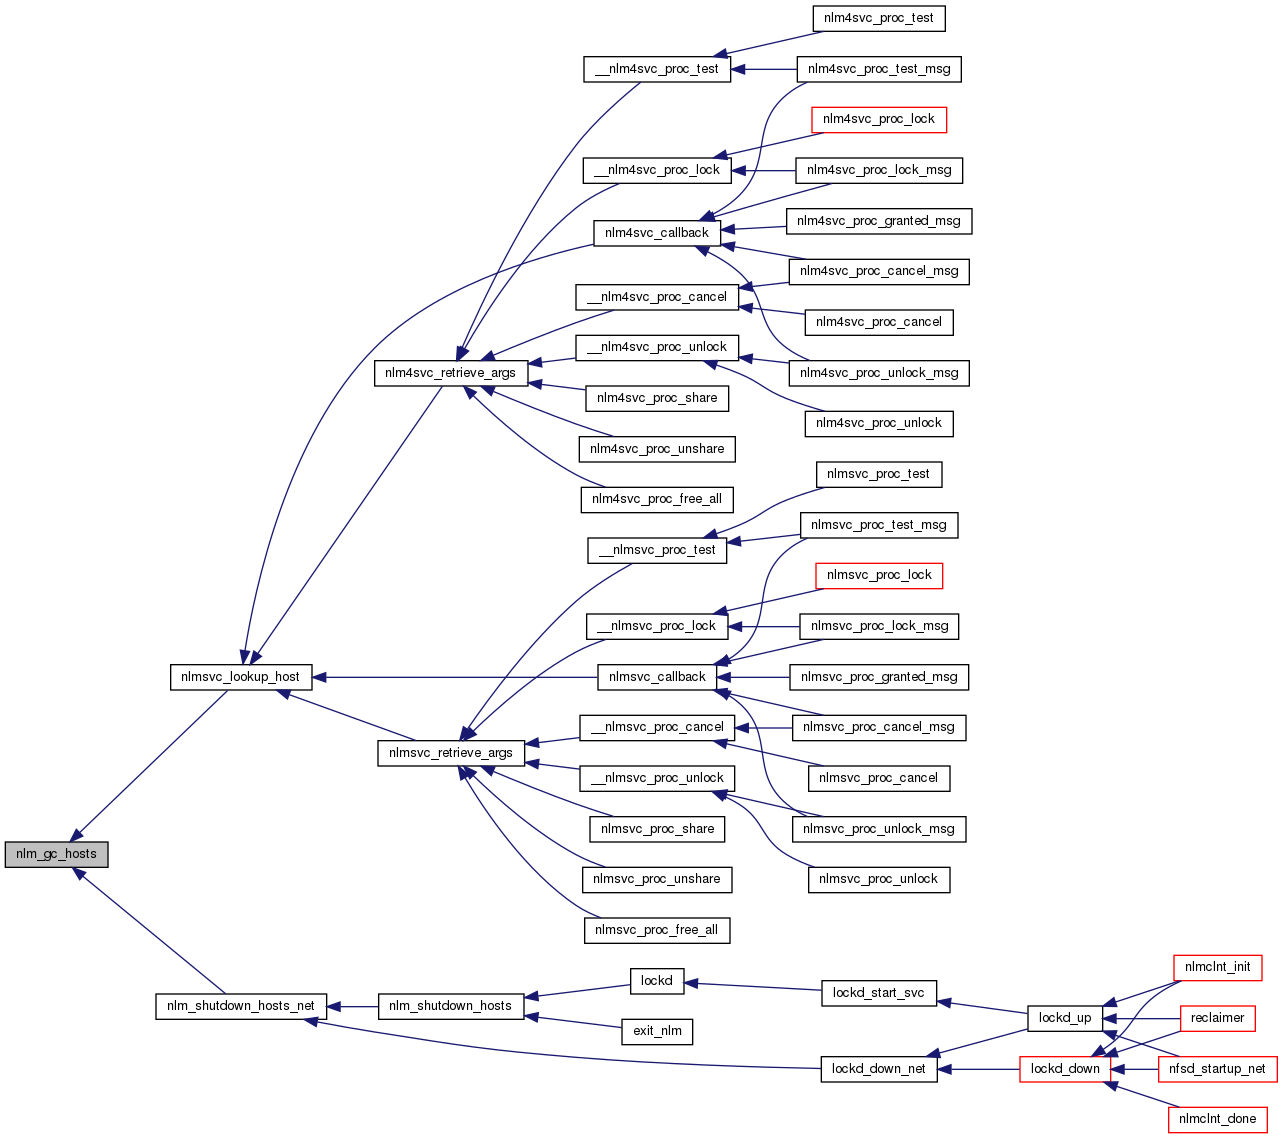 nlm4svc_proc_test
__nlm4svc_proc_test
nlm4svc_proc_test_msg
nlm4svc_proc_lock
__nlm4svc_proc_lock
nlm4svc_proc_lock_msg
nlm4svc_proc_granted_msg
nlm4svc_callback
nlm4svc_proc_cancel_msg
__nlm4svc_proc_cancel
nlm4svc_proc_cancel
__nlm4svc_proc_unlock
nlm4svc_retrieve_args
nlm4svc_proc_unlock_msg
nlm4svc_proc_share
nlm4svc_proc_unlock
nlm4svc_proc_unshare
nlmsvc_proc_test
nlm4svc_proc_free_all
nlmsvc_proc_test_msg
__nlmsvc_proc_test
nlmsvc_proc_lock
__nlmsvc_proc_lock
nlmsvc_proc_lock_msg
nlmsvc_lookup_host
nlmsvc_callback
nlmsvc_proc_granted_msg
__nlmsvc_proc_cancel
nlmsvc_proc_cancel_msg
nlmsvc_retrieve_args
__nlmsvc_proc_unlock
nlmsvc_proc_cancel
nlmsvc_proc_share
nlmsvc_proc_unlock_msg
nlm_gc_hosts
nlmsvc_proc_unshare
nlmsvc_proc_unlock
nlmsvc_proc_free_all
nlmclnt_init
lockd
lockd_start_svc
nlm_shutdown_hosts_net
nlm_shutdown_hosts
lockd_up
reclaimer
exit_nlm
lockd_down_net
lockd_down
nfsd_startup_net
nlmclnt_done